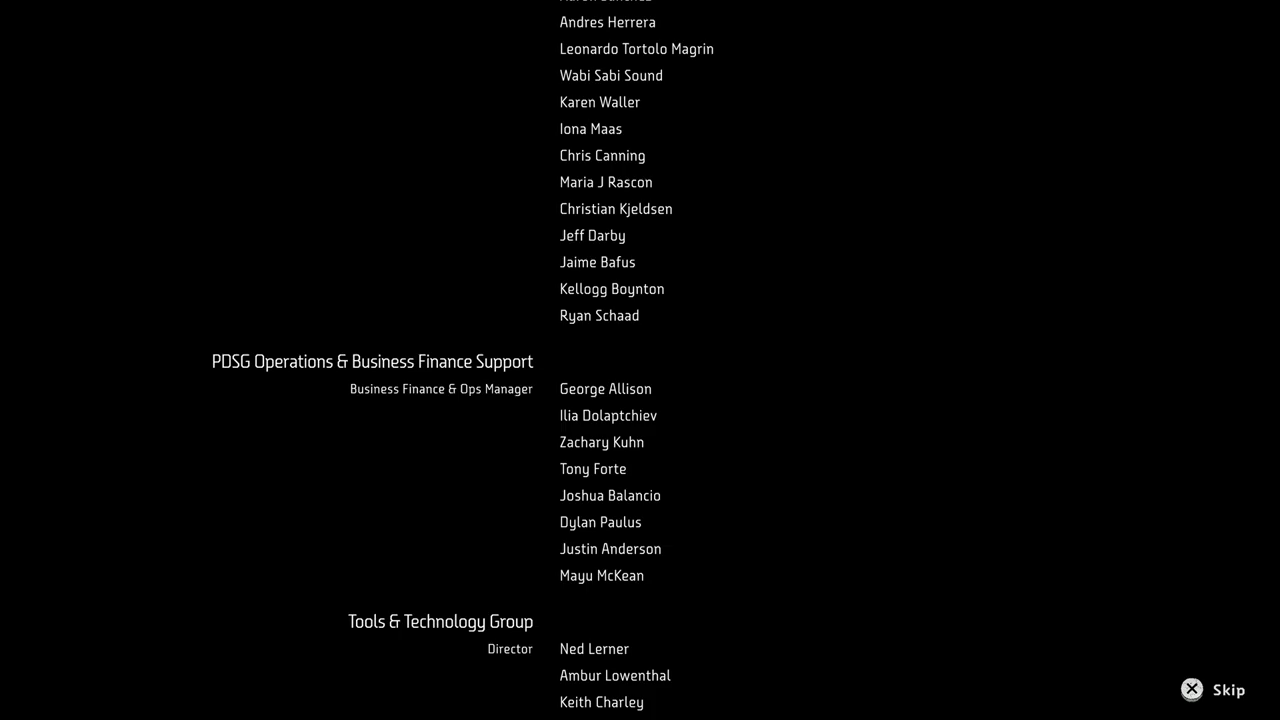 Andres Herrera
Leonardo Tortolo Magrin
Wabi Sabi Sound
Karen Waller
Iona Maas
Chris Canning
Maria J Rascon
Christian Kjeldsen
Jeff Darby
Jaime Bafus
Kellogg Boynton
Ryan Schaad
PDSG Operations & Business Finance Support
Business Finance & Ops Manager George Allison
Ilia Dolaptchiev
Zachary Kuhn
Tony Forte
Joshua Balancio
Dylan Paulus
Justin Anderson
Mayu McKean
Tools & Technology Group
Director Ned Lerner
Ambur Lowenthal
Keith Charley
Skip